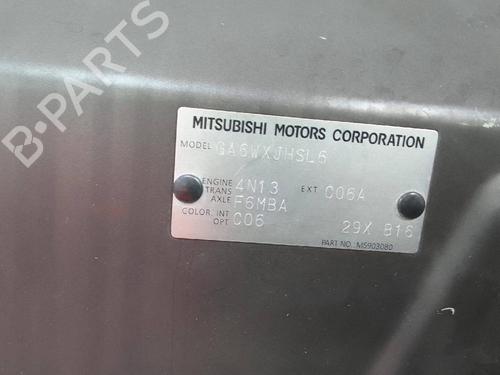 B-PARTS
MITSUBISHI MOTORS CORPORATION
MODEL GA6WXJHSL6
ENGINE 4N13 EXT C06A
TRANS AXLE F6MBA
COLOR, INT OPT C06 29X B16
PART NO. M5903080